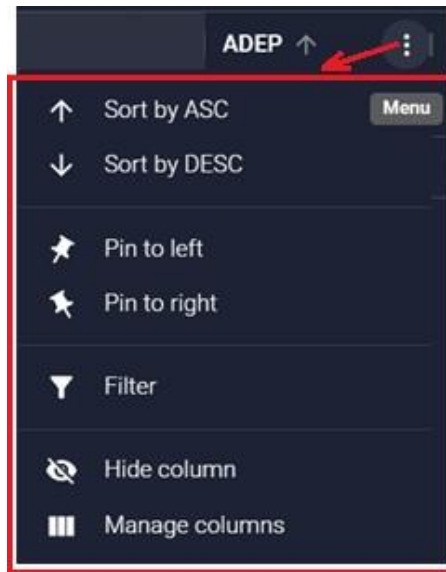 ADEP
Sort by ASC
Menu
Sort by DESC
Pin to left
Pin to right
Filter
Hide column
Manage columns